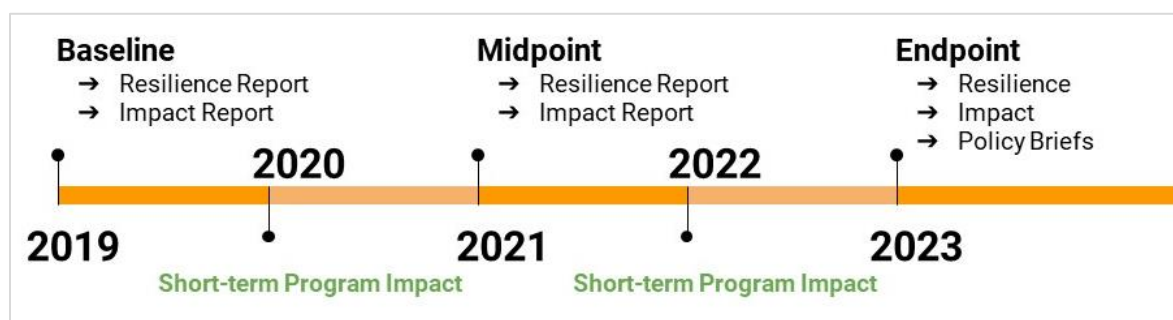 Baseline
➔ Resilience Report
➔ Impact Report
Midpoint
➔ Resilience Report
➔ Impact Report
Endpoint
➔ Resilience
➔ Impact
➔ Policy Briefs
2020
2022
2019
2021
2023
Short-term Program Impact
Short-term Program Impact